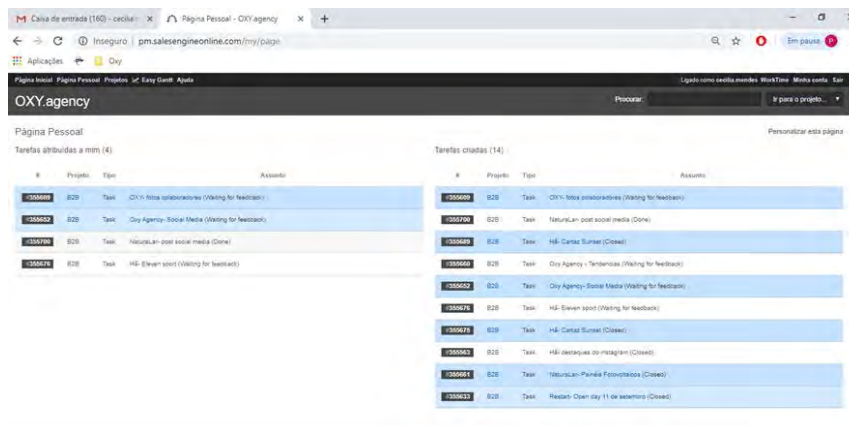 Caixa de entrada (160) - cecilia
Página Pessoal - OXY.agency
Inseguro | pm.salesengineonline.com/my/page
Em pausa P
Aplicações Oxy
Página Inicial Página Pessoal Projetos Easy Gantt Ajuda
Ligado como cecilia.mendes WorkTime Minha conta Sair
OXY.agency
Procurar:
Ir para o projeto...
Página Pessoal
Personalizar esta página
Tarefas atribuídas a mim (4)
# Projeto Tipo Assunto
#355689 B2B Task OXY- fotos colaboradores (Waiting for feedback)
#355652 B2B Task Oxy Agency- Social Media (Waiting for feedback)
#355700 B2B Task NaturaLan- post social media (Done)
#355676 B2B Task Hã- Eleven sport (Waiting for feedback)
Tarefas criadas (14)
# Projeto Tipo Assunto
B2B Task OXY- fotos colaboradores (Waiting for feedback)
#355700 B2B Task NaturaLan- post social media (Done)
#355689 B2B Task Hã- Cartaz Sunset (Closed)
#355660 B2B Task Oxy Agency - Tendencias (Waiting for feedback)
#355652 B2B Task Oxy Agency- Social Media (Waiting for feedback)
#355676 B2B Task Hã- Eleven sport (Waiting for feedback)
#355675 B2B Task Hã- Cartaz Sunset (Closed)
#355563 B2B Task Hã- destaques do instagram (Closed)
#355661 B2B Task NaturaLan- Painéis Fotovoltaicos (Closed)
#355633 B2B Task Restart- Open day 11 de setembro (Closed)